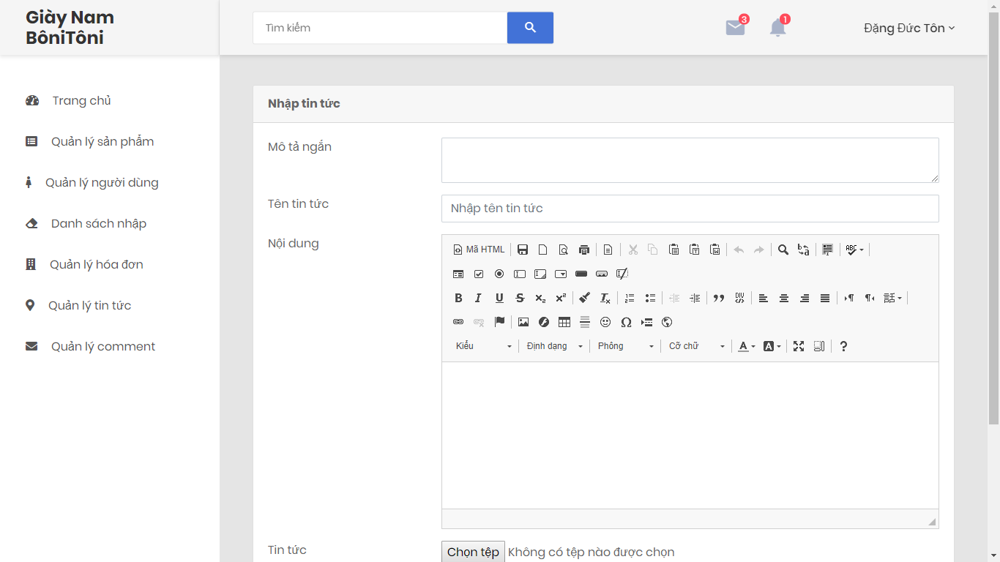 Giày Nam
BôniTôni
Tìm kiếm
3
1
Đặng Đức Tôn
Trang chủ
Quản lý sản phẩm
Quản lý người dùng
Danh sách nhập
Quản lý hóa đơn
Quản lý tin tức
Quản lý comment
Nhập tin tức
Mô tả ngắn
Tên tin tức
Nhập tên tin tức
Nội dung
Mã HTML
Kiểu
Định dạng
Phông
Cỡ chữ
Tin tức
Chọn tệp Không có tệp nào được chọn